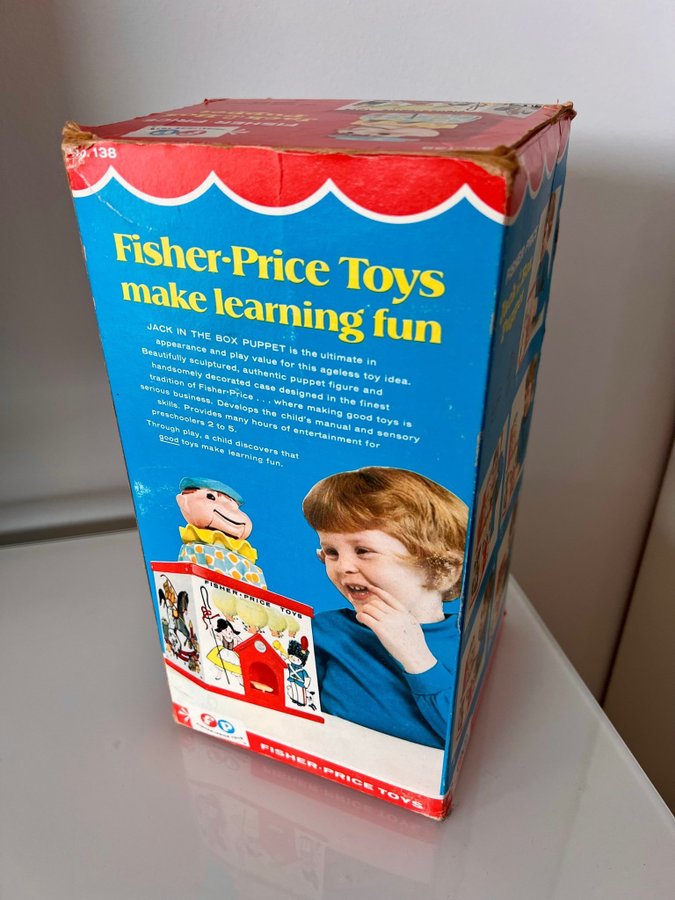 No. 138
Fisher-Price Toys
make learning fun
JACK IN THE BOX PUPPET is the ultimate in
appearance and play value for this ageless toy idea.
Beautifully sculptured, authentic puppet figure and
handsomely decorated case designed in the finest
tradition of Fisher-Price . . . where making good toys is
serious business. Develops the child's manual and sensory
skills. Provides many hours of entertainment for
preschoolers 2 to 5.
Through play, a child discovers that
good toys make learning fun.
FISHER-PRICE TOYS
fp
FISHER-PRICE TOYS